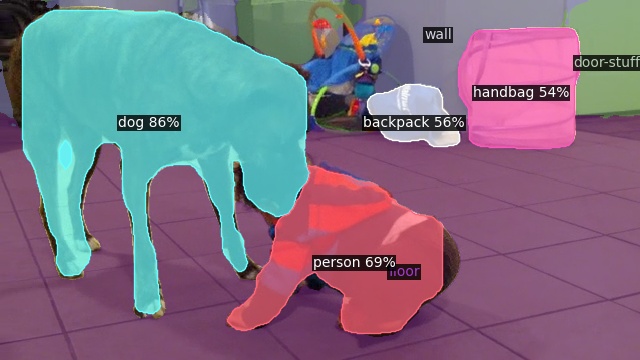 wall
door-stuff
handbag 54%
dog 86%
backpack 56%
person 69%
floor